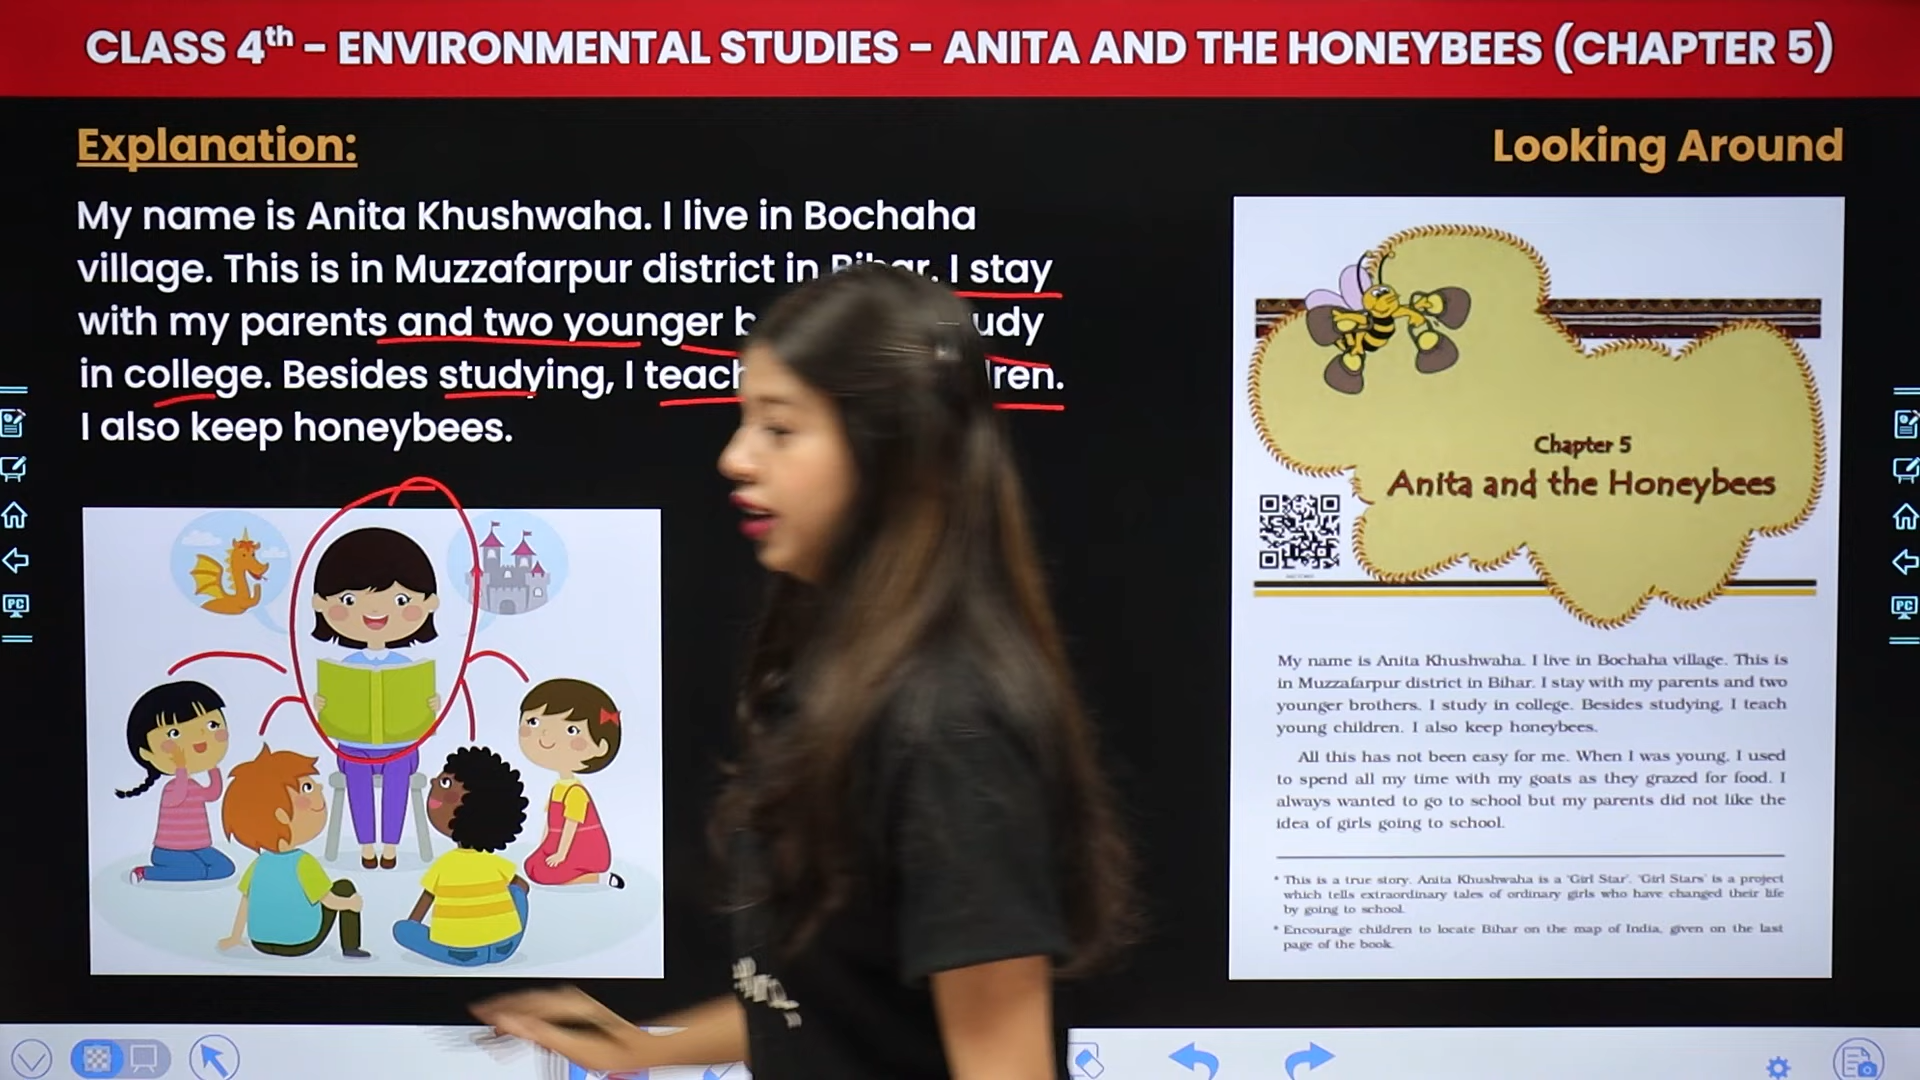 CLASS 4th – ENVIRONMENTAL STUDIES – ANITA AND THE HONEYBEES (CHAPTER 5)
Explanation:
My name is Anita Khushwaha. I live in Bochaha
village. This is in Muzzafarpur district in Bihar. I stay
with my parents and two younger
in college. Besides studying, I teach
I also keep honeybees.
Looking Around
Chapter 5
Anita and the Honeybees
My name is Anita Khushwaha. I live in Bochaha village. This is
in Muzzafarpur district in Bihar. I stay with my parents and two
younger brothers. I study in college. Besides studying, I teach
young children. I also keep honeybees.
All this has not been easy for me. When I was young, I used
to spend all my time with my goats as they grazed for food. I
always wanted to go to school but my parents did not like the
idea of girls going to school.
* This is a true story. Anita Khushwaha is a 'Girl Star'. 'Girl Stars' is a project
which tells extraordinary tales of ordinary girls who have changed their life
by going to school.
* Encourage children to locate Bihar on the map of India, given on the last
page of the book.
PC
PC